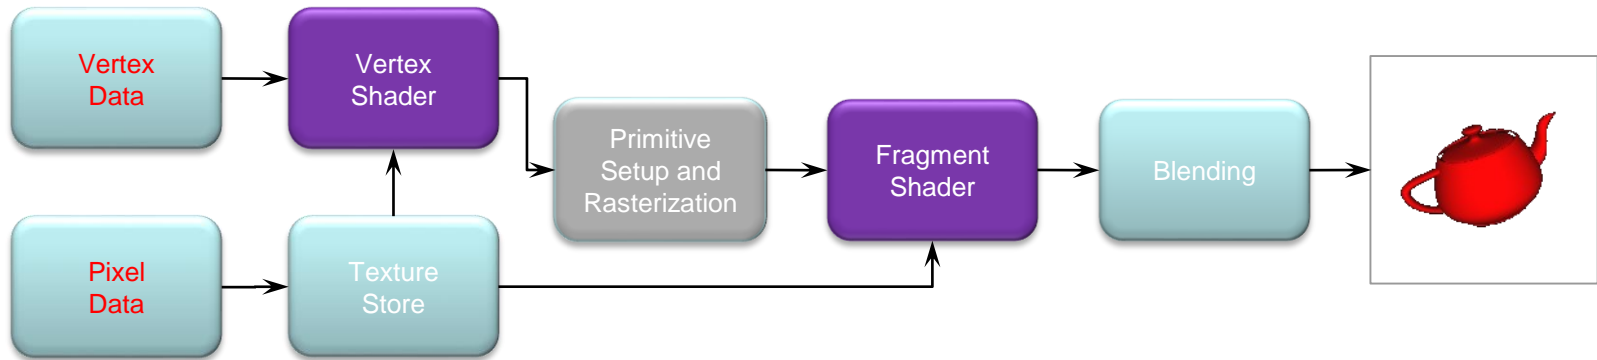 Vertex
Data
Vertex
Shader
Primitive
Setup and
Rasterization
Fragment
Shader
Blending
Pixel
Data
Texture
Store